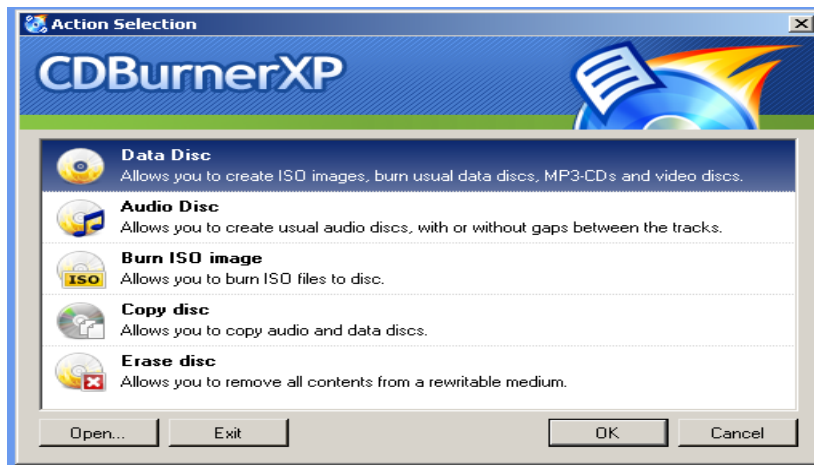 Action Selection
CDBurnerXP
Data Disc
Allows you to create ISO images, burn usual data discs, MP3-CDs and video discs.
Audio Disc
Allows you to create usual audio discs, with or without gaps between the tracks.
Burn ISO image
ISO
Allows you to burn ISO files to disc.
Copy disc
Allows you to copy audio and data discs.
Erase disc
Allows you to remove all contents from a rewritable medium.
Open... Exit OK Cancel